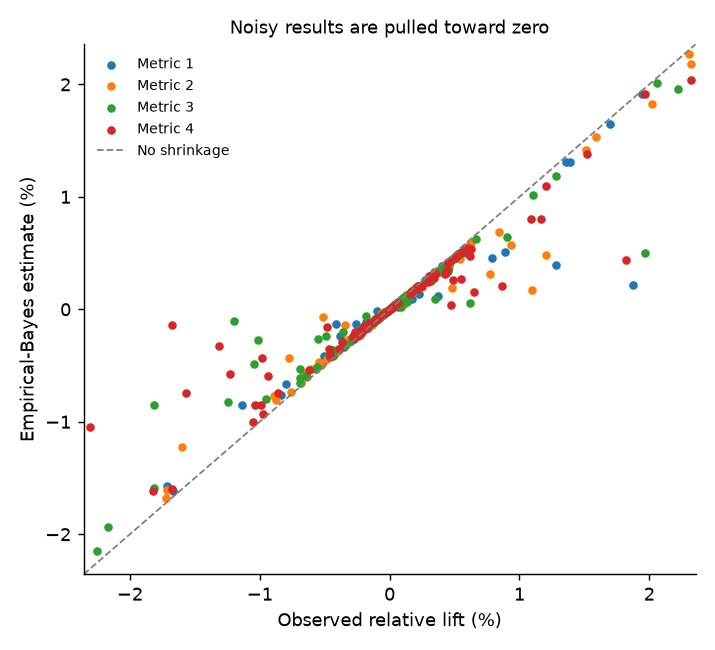 Noisy results are pulled toward zero
Metric 1
Metric 2
Metric 3
Metric 4
No shrinkage
Empirical-Bayes estimate (%)
2
1
0
−1
−2
−2
−1
0
1
2
Observed relative lift (%)